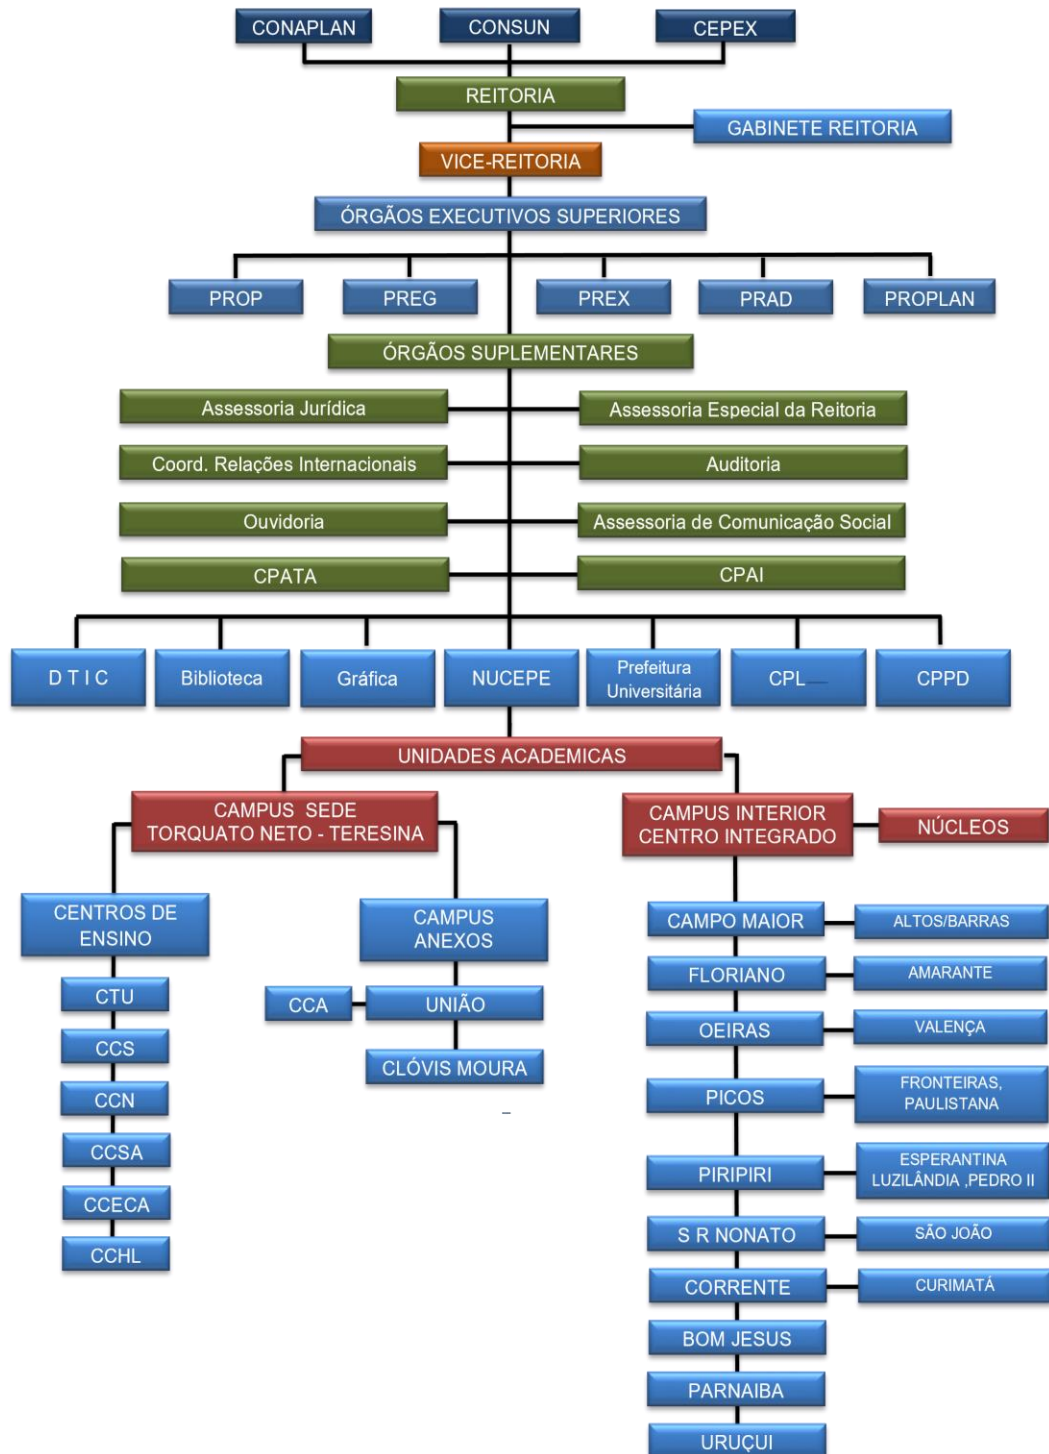 CONAPLAN
CONSUN
CEPEX
REITORIA
GABINETE REITORIA
VICE-REITORIA
ÓRGÃOS EXECUTIVOS SUPERIORES
PROP
PREG
PREX
PRAD
PROPLAN
ÓRGÃOS SUPLEMENTARES
Assessoria Jurídica
Assessoria Especial da Reitoria
Coord. Relações Internacionais
Auditoria
Ouvidoria
Assessoria de Comunicação Social
CPATA
CPAI
D T I C
Biblioteca
Gráfica
NUCEPE
Prefeitura
Universitária
CPL
CPPD
UNIDADES ACADEMICAS
CAMPUS SEDE
TORQUATO NETO - TERESINA
CAMPUS INTERIOR
CENTRO INTEGRADO
NÚCLEOS
CENTROS DE
ENSINO
CTU
CCS
CCN
CCSA
CCECA
CCHL
CAMPUS
ANEXOS
CCA
UNIÃO
CLÓVIS MOURA
CAMPO MAIOR
ALTOS/BARRAS
FLORIANO
AMARANTE
OEIRAS
VALENÇA
PICOS
FRONTEIRAS,
PAULISTANA
PIRIPIRI
ESPERANTINA
LUZILÂNDIA ,PEDRO II
S R NONATO
SÃO JOÃO
CORRENTE
CURIMATÁ
BOM JESUS
PARNAIBA
URUÇUI